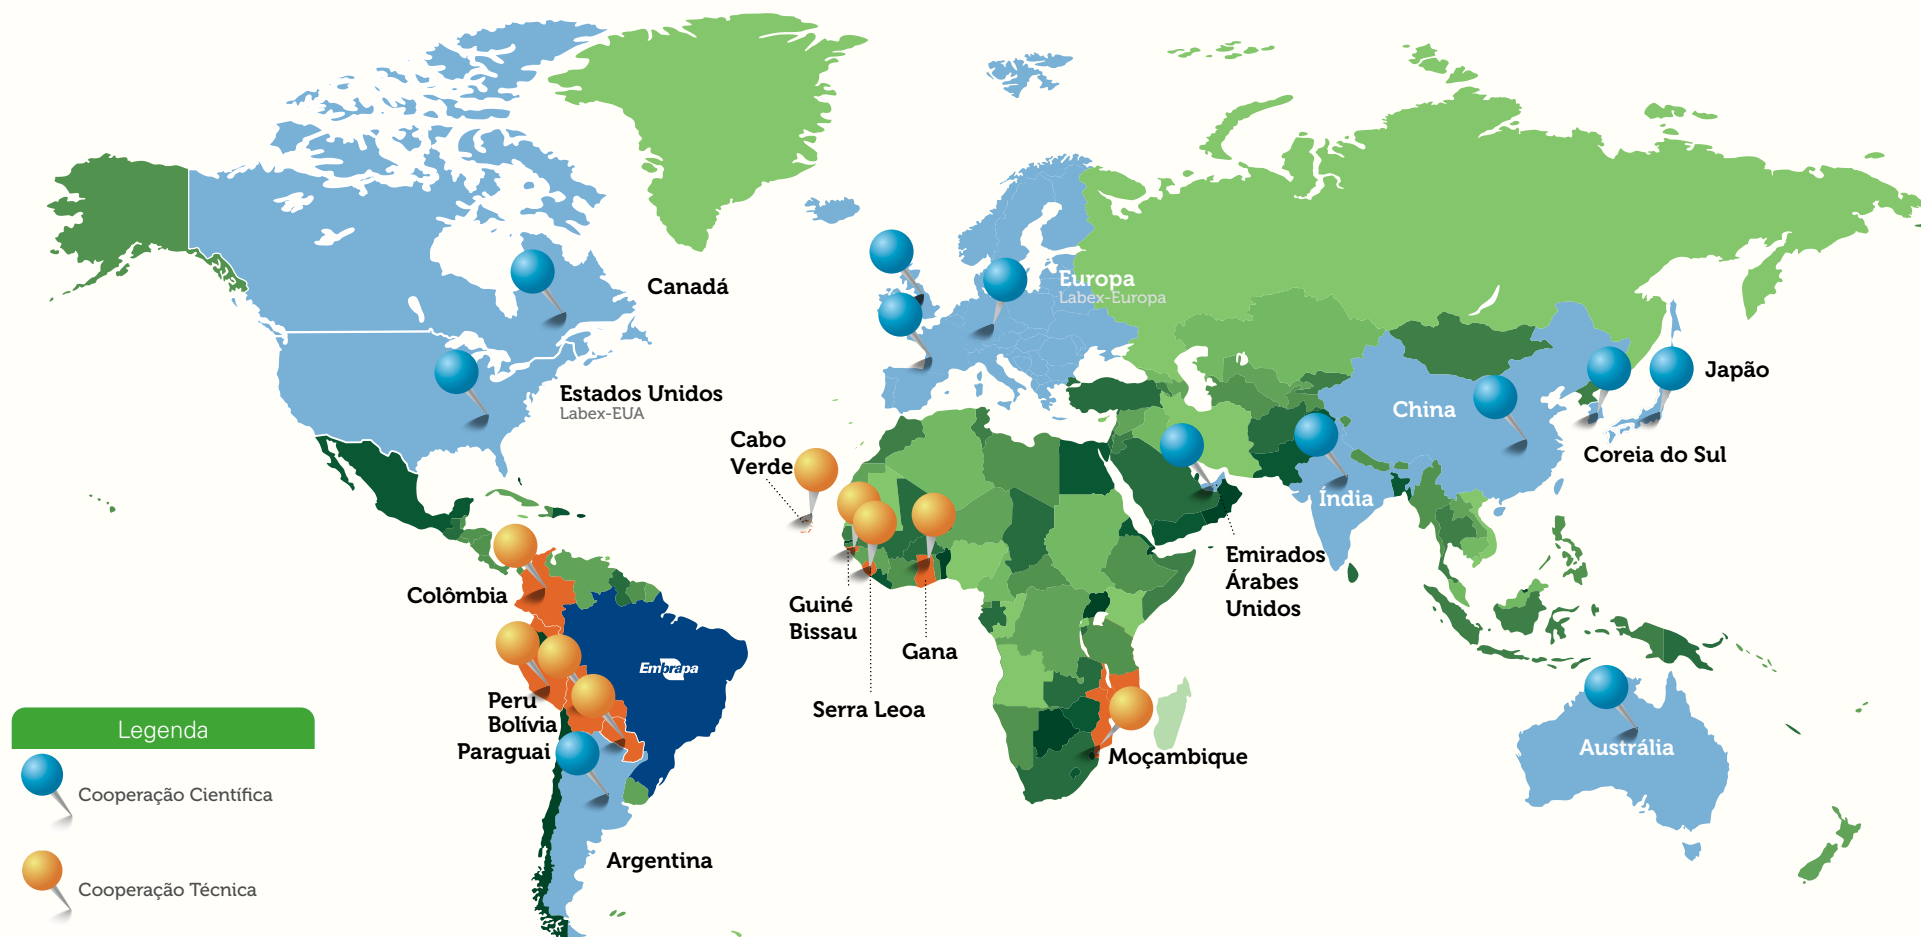 Canadá
Estados Unidos
Labex-EUA
Europa
Labex-Europa
Japão
China
Coreia do Sul
Índia
Cabo
Verde
Emirados
Árabes
Unidos
Colômbia
Guiné
Bissau
Gana
Serra Leoa
Embrapa
Peru
Bolívia
Paraguai
Moçambique
Austrália
Argentina
Legenda
Cooperação Científica
Cooperação Técnica